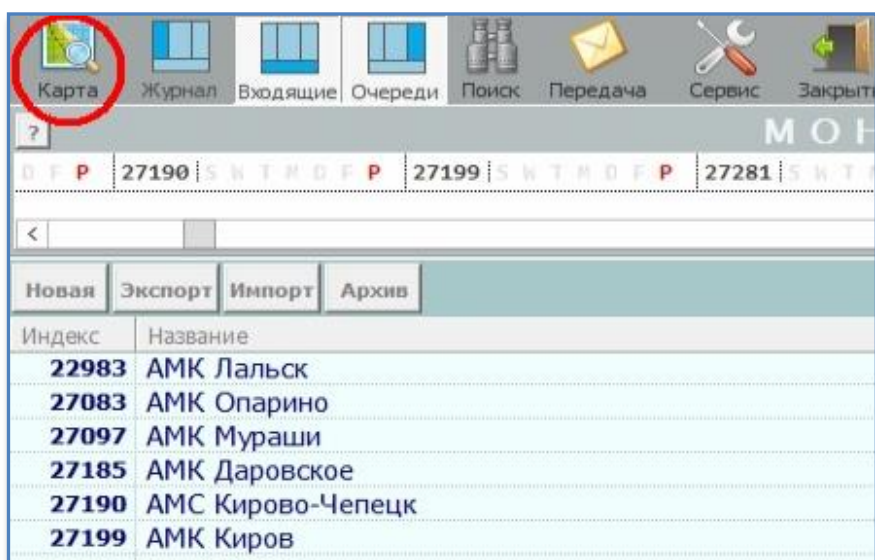 Карта Журнал Входящие Очереди Поиск Передача Сервис Закрыть
? МОН
D F P 27190 S W T M D F P 27199 S W T M D F P 27281 S W T
<
Новая Экспорт Импорт Архив
Индекс Название
22983 АМК Лальск
27083 АМК Опарино
27097 АМК Мураши
27185 АМК Даровское
27190 АМС Кирово-Чепецк
27199 АМК Киров